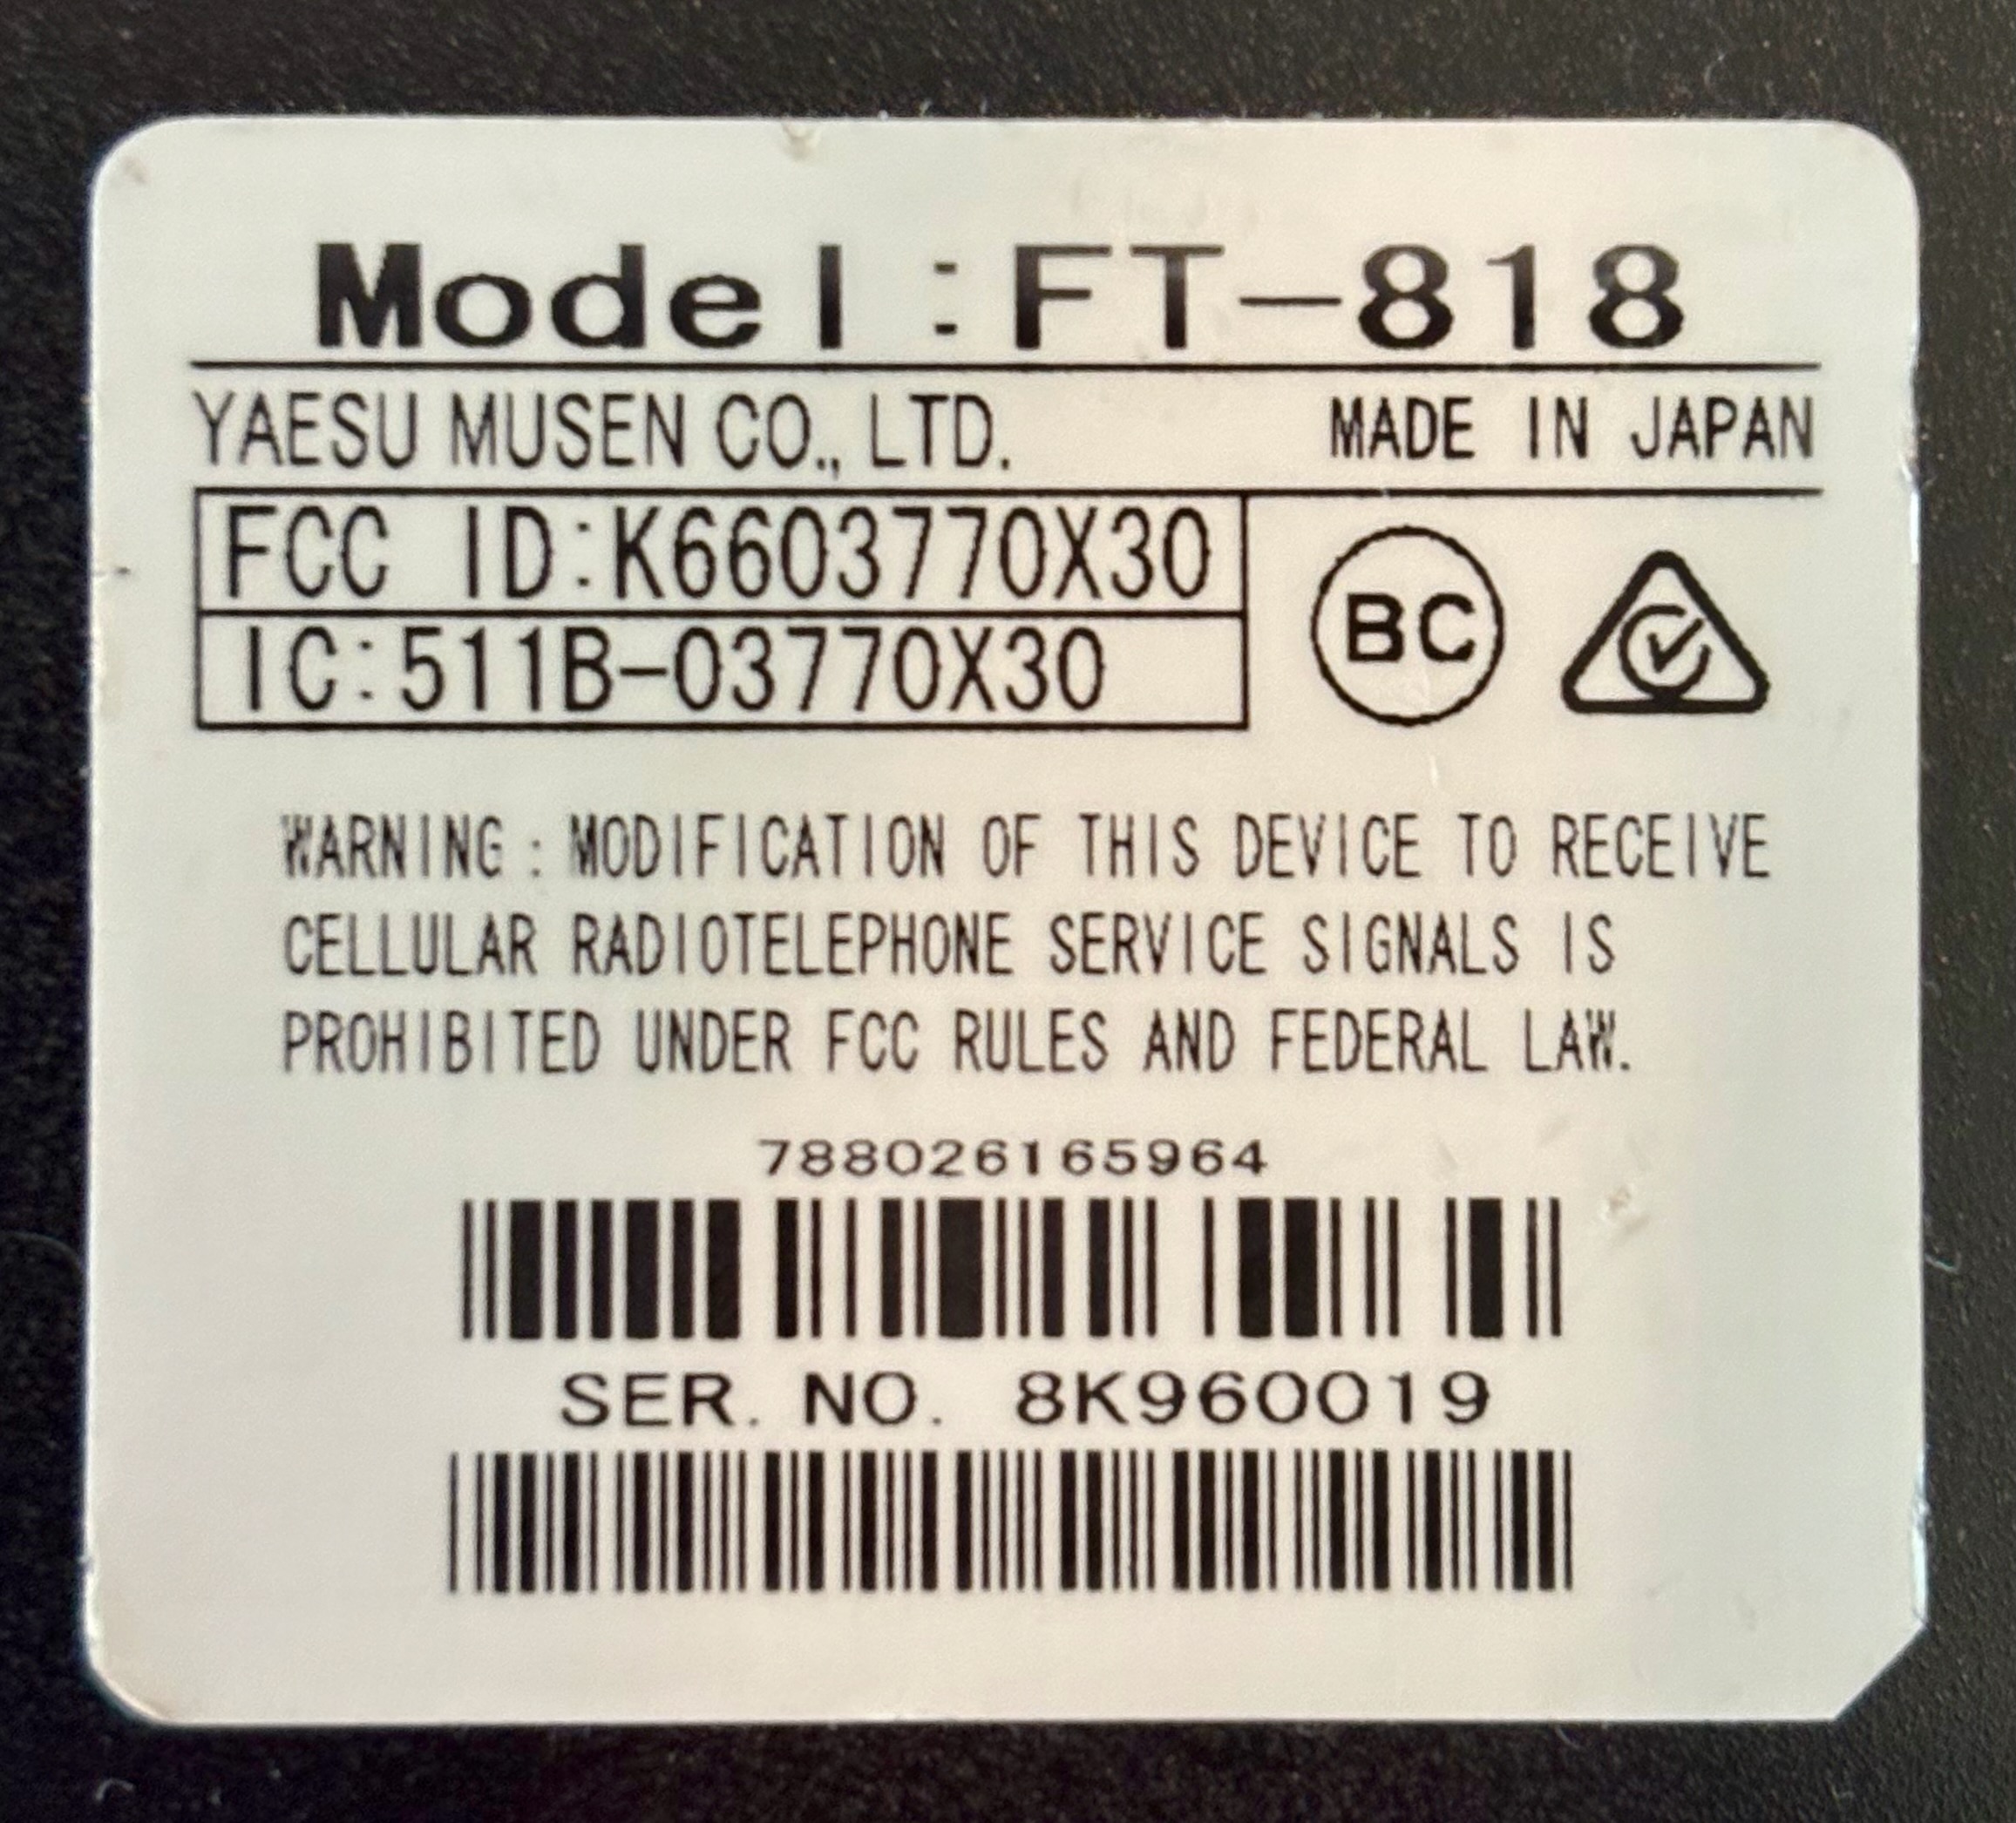 Model:FT-818
YAESU MUSEN CO., LTD. MADE IN JAPAN
FCC ID:K6603770X30
IC:511B-03770X30
BC
WARNING:MODIFICATION OF THIS DEVICE TO RECEIVE
CELLULAR RADIOTELEPHONE SERVICE SIGNALS IS
PROHIBITED UNDER FCC RULES AND FEDERAL LAW.
788026165964
SER. NO. 8K960019